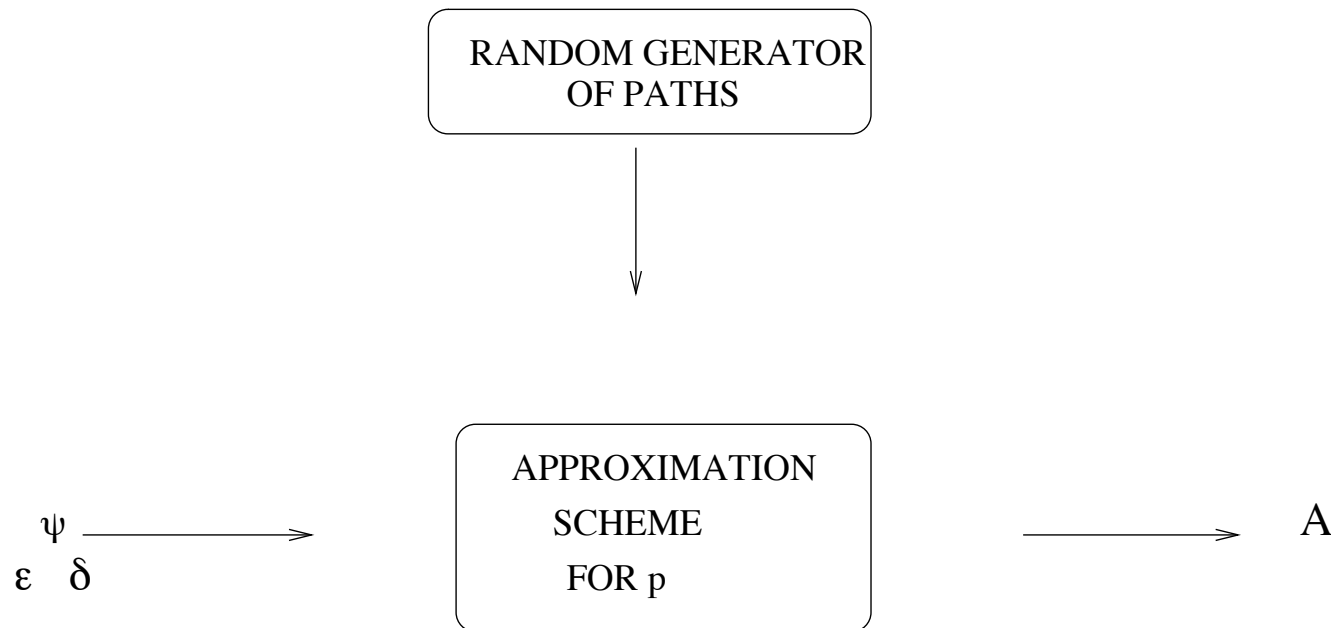 RANDOM GENERATOR
OF PATHS
APPROXIMATION
SCHEME
FOR p
ψ
ε δ
A